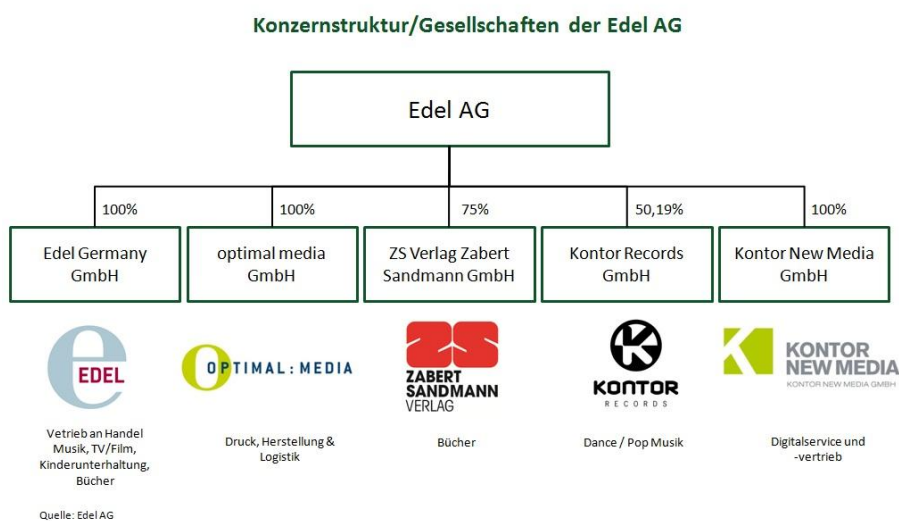 Konzernstruktur/Gesellschaften der Edel AG
Edel AG
100%
100%
75%
50,19%
100%
Edel Germany
GmbH
optimal media
GmbH
ZS Verlag Zabert
Sandmann GmbH
Kontor Records
GmbH
Kontor New Media
GmbH
e
EDEL
OPTIMAL:MEDIA
ZABERT
SANDMANN
VERLAG
K
KONTOR
RECORDS
K
KONTOR
NEW MEDIA
KONTOR NEW MEDIA GMBH
Vetrieb an Handel
Musik, TV/Film,
Kinderunterhaltung,
Bücher
Druck, Herstellung &
Logistik
Bücher
Dance / Pop Musik
Digitalservice und
-vertrieb
Quelle: Edel AG